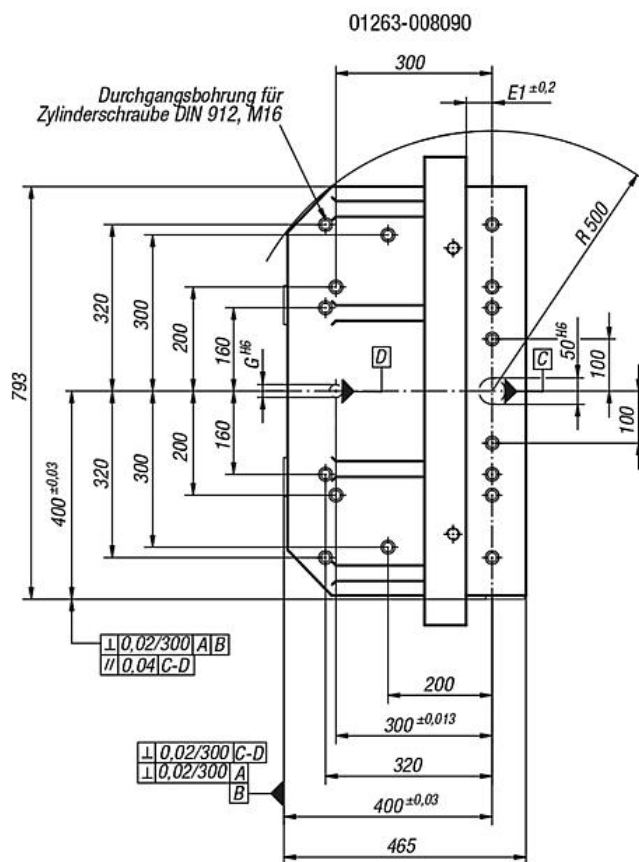 01263-008090
300
E1 ±0,2
Durchgangsbohrung für
Zylinderschraube DIN 912, M16
R 500
320
300
200
160
G H6
D
C
50 H6
100
793
400 ±0,03
320
300
200
160
100
⊥ 0,02/300 A B
// 0,04 C-D
200
300 ±0,013
⊥ 0,02/300 C-D
⊥ 0,02/300 A
B
320
400 ±0,03
465